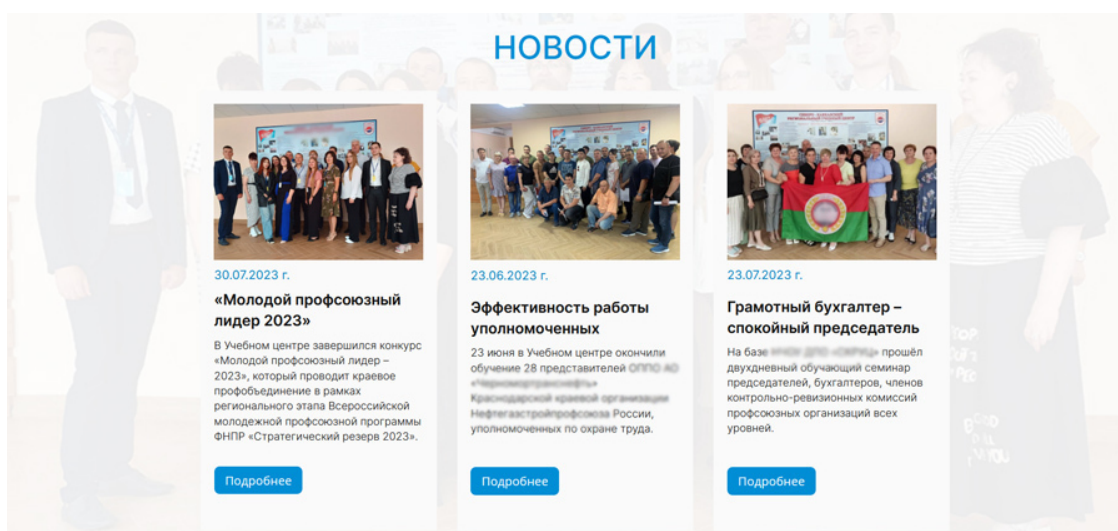 НОВОСТИ
30.07.2023 г.
«Молодой профсоюзный
лидер 2023»
В Учебном центре завершился конкурс
«Молодой профсоюзный лидер –
2023», который проводит краевое
профобъединение в рамках
регионального этапа Всероссийской
молодежной профсоюзной программы
ФНПР «Стратегический резерв 2023».
Подробнее
23.06.2023 г.
Эффективность работы
уполномоченных
23 июня в Учебном центре окончили
обучение 28 представителей
России,
уполномоченных по охране труда.
Подробнее
23.07.2023 г.
Грамотный бухгалтер –
спокойный председатель
На базе прошёл
двухдневный обучающий семинар
председателей, бухгалтеров, членов
контрольно-ревизионных комиссий
профсоюзных организаций всех
уровней.
Подробнее